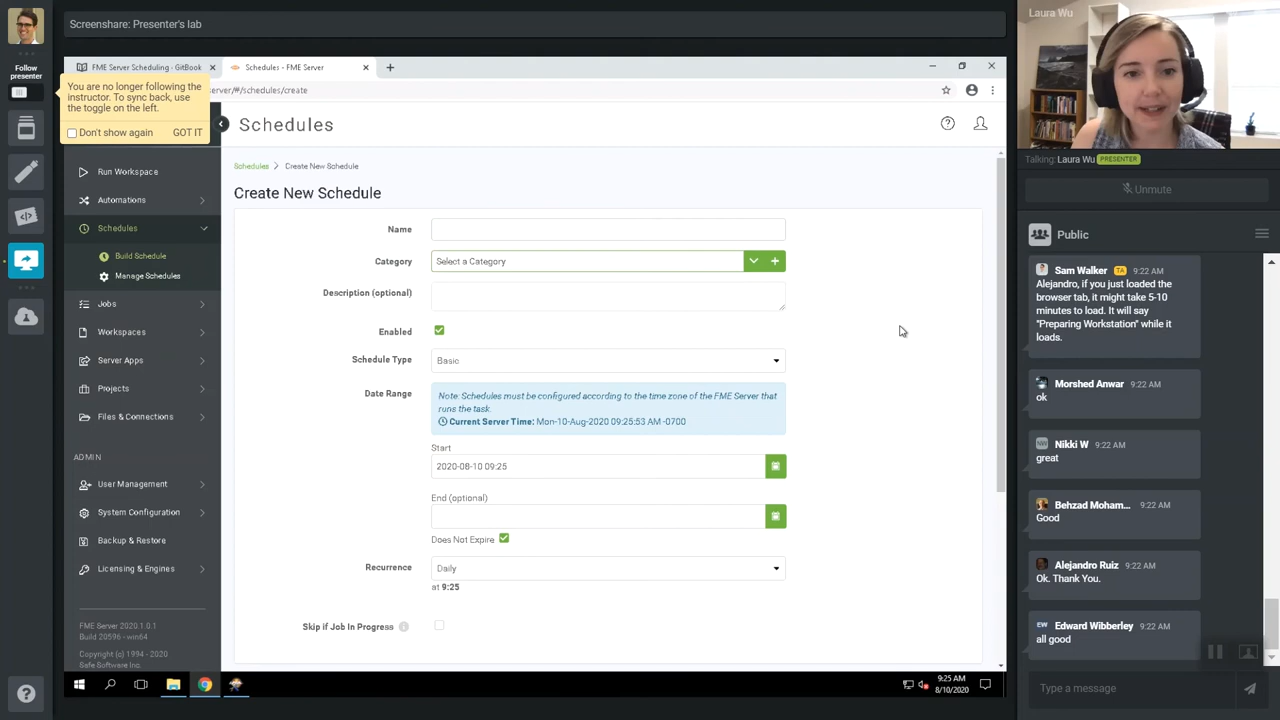 Screenshare: Presenter's lab
Laura Wu
Follow
presenter
You are no longer following the
instructor. To sync back, use
the toggle on the left.
Don't show again
GOT IT
FME Server Scheduling - GitBook
Schedules - FME Server
erver/#/schedules/create
Schedules
Run Workspace
Automations
Schedules
Build Schedule
Manage Schedules
Jobs
Workspaces
Server Apps
Projects
Files & Connections
ADMIN
User Management
System Configuration
Backup & Restore
Licensing & Engines
FME Server 2020.1.0.1
Build 20596 - win64
Copyright (c) 1994 - 2020
Safe Software Inc.
Schedules > Create New Schedule
Create New Schedule
Name
Category
Select a Category
Description (optional)
Enabled
Schedule Type
Basic
Date Range
Note: Schedules must be configured according to the time zone of the FME Server that
runs the task.
Current Server Time: Mon-10-Aug-2020 09:25:53 AM -0700
Start
2020-08-10 09:25
End (optional)
Does Not Expire
Recurrence
Daily
at 9:25
Skip if Job In Progress
9:25 AM
8/10/2020
Talking: Laura Wu PRESENTER
Unmute
Public
Sam Walker TA 9:22 AM
Alejandro, if you just loaded the
browser tab, it might take 5-10
minutes to load. It will say
"Preparing Workstation" while it
loads.
Morshed Anwar 9:22 AM
ok
NW Nikki W 9:22 AM
great
Behzad Moham... 9:22 AM
Good
Alejandro Ruiz 9:22 AM
Ok. Thank You.
EW Edward Wibberley 9:22 AM
all good
Type a message